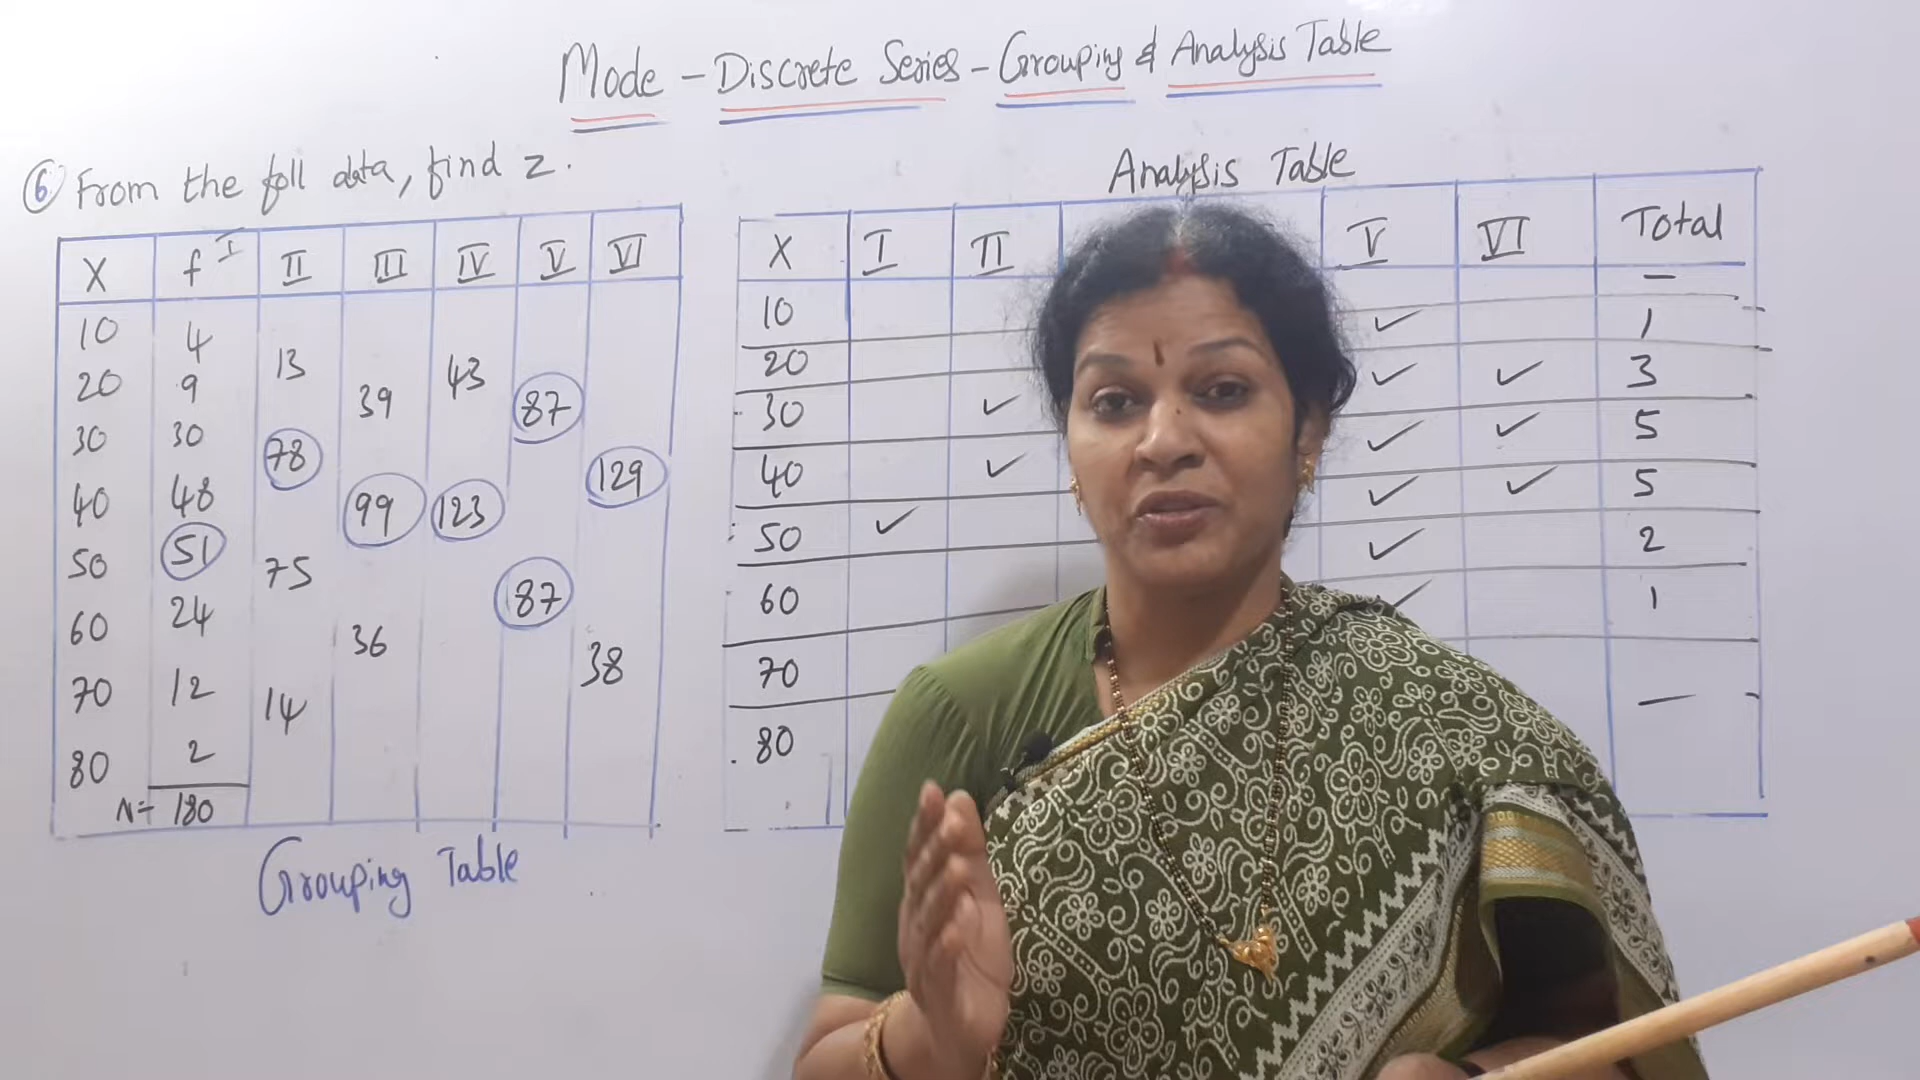 Mode - Discrete Series - Grouping & Analysis Table
6 From the foll data, find Z.
X f I II III IV V VI
10 4
13
20 9
39
43
87
30 30
78
129
40 48
99
123
50 51
75
87
60 24
36
38
70 12
14
80 2
N= 180
Grouping Table
Analysis Table
X I II V VI Total
—
10 ✓ 1
20 ✓ ✓ 3
30 ✓ ✓ ✓ 5
40 ✓ ✓ ✓ 5
50 ✓ ✓ 2
60 ✓ 1
70 —
80